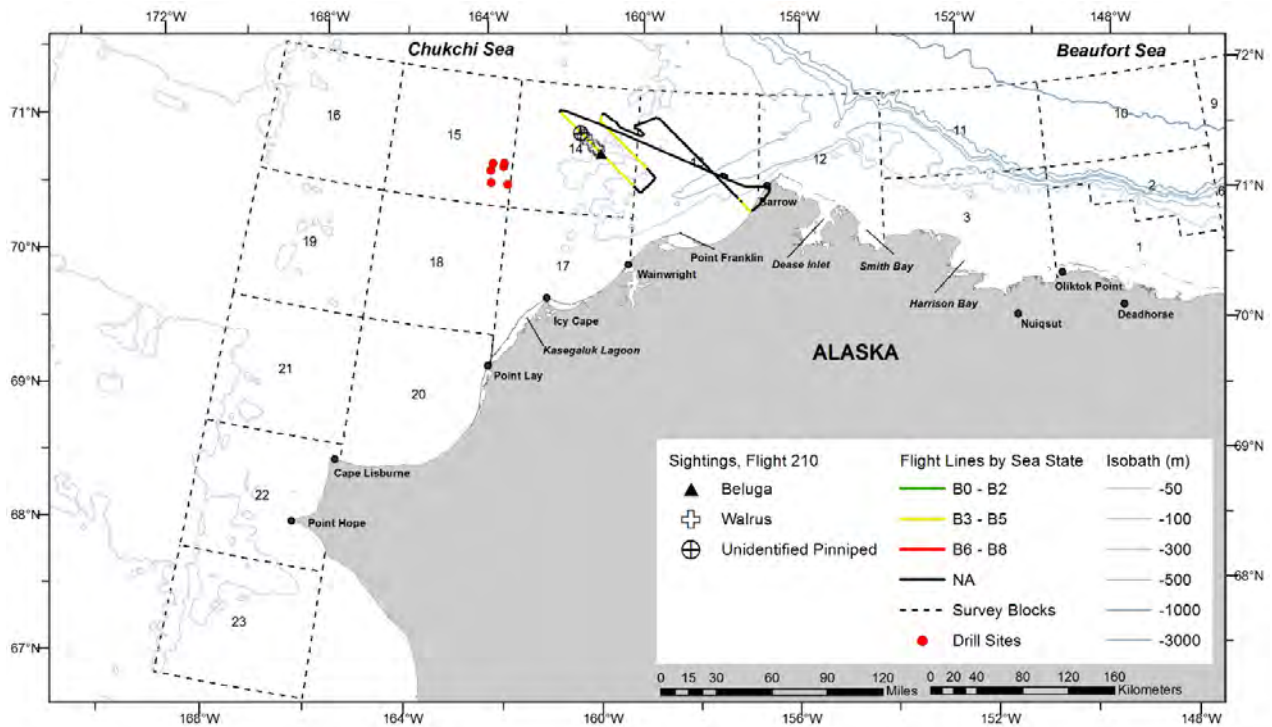 172°W 168°W 164°W 160°W 156°W 152°W 148°W
Chukchi Sea Beaufort Sea
72°N
71°N
16 15 14 12 11 10 9
71°N
Barrow
3 2 6 1
70°N
19 18 17
Point Franklin Dease Inlet Smith Bay
Wainwright
Harrison Bay Oliktok Point
Icy Cape
Nuiqsut Deadhorse
70°N
Kasegaluk Lagoon
ALASKA
69°N
21 20
Point Lay
69°N
Cape Lisburne
68°N
22
Point Hope
68°N
23
67°N
Sightings, Flight 210
Beluga
Walrus
Unidentified Pinniped
Flight Lines by Sea State
B0 - B2
B3 - B5
B6 - B8
NA
Survey Blocks
Drill Sites
Isobath (m)
-50
-100
-300
-500
-1000
-3000
0 15 30 60 90 120
Miles
0 20 40 80 120 160
Kilometers
168°W 164°W 160°W 156°W 152°W 148°W